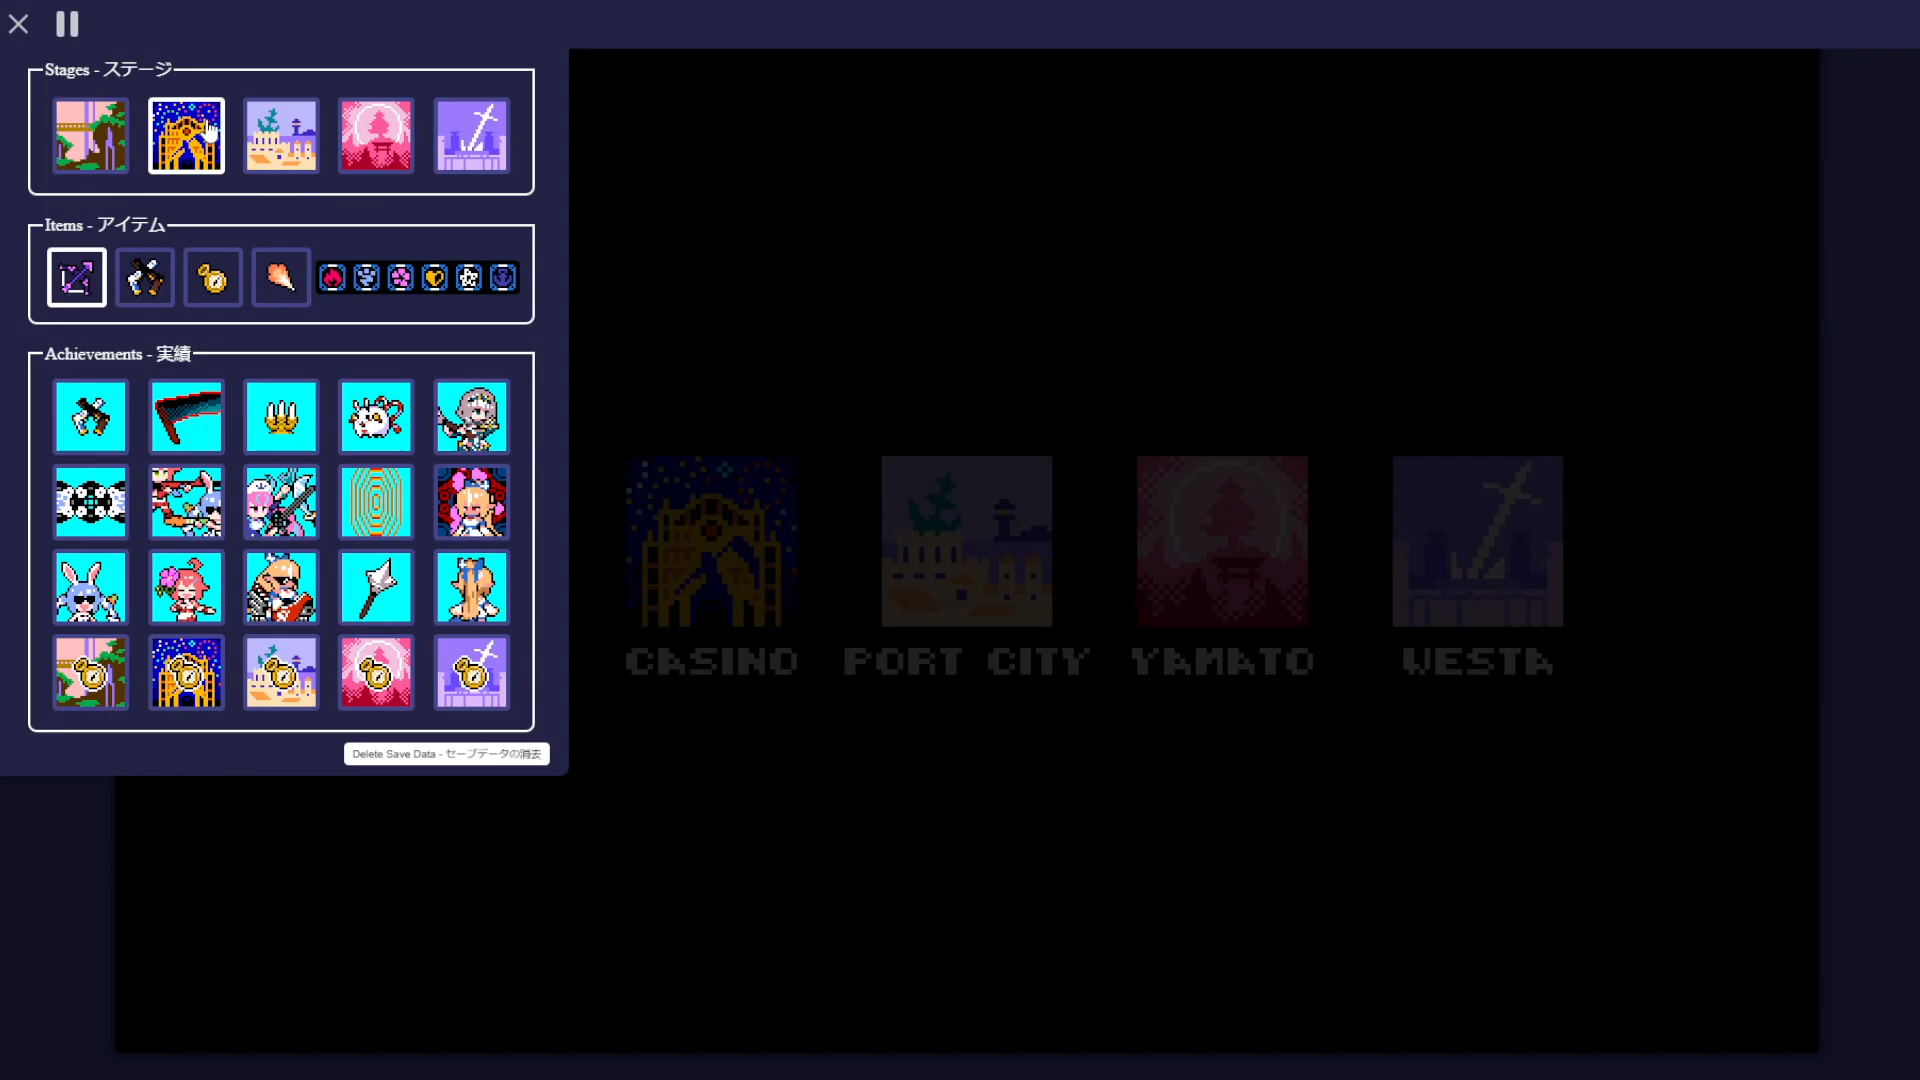 Stages - ステージ
Items - アイテム
Achievements - 実績
CASINO
PORT CITY
YAMATO
VESTA
Delete Save Data - セーブデータの消去